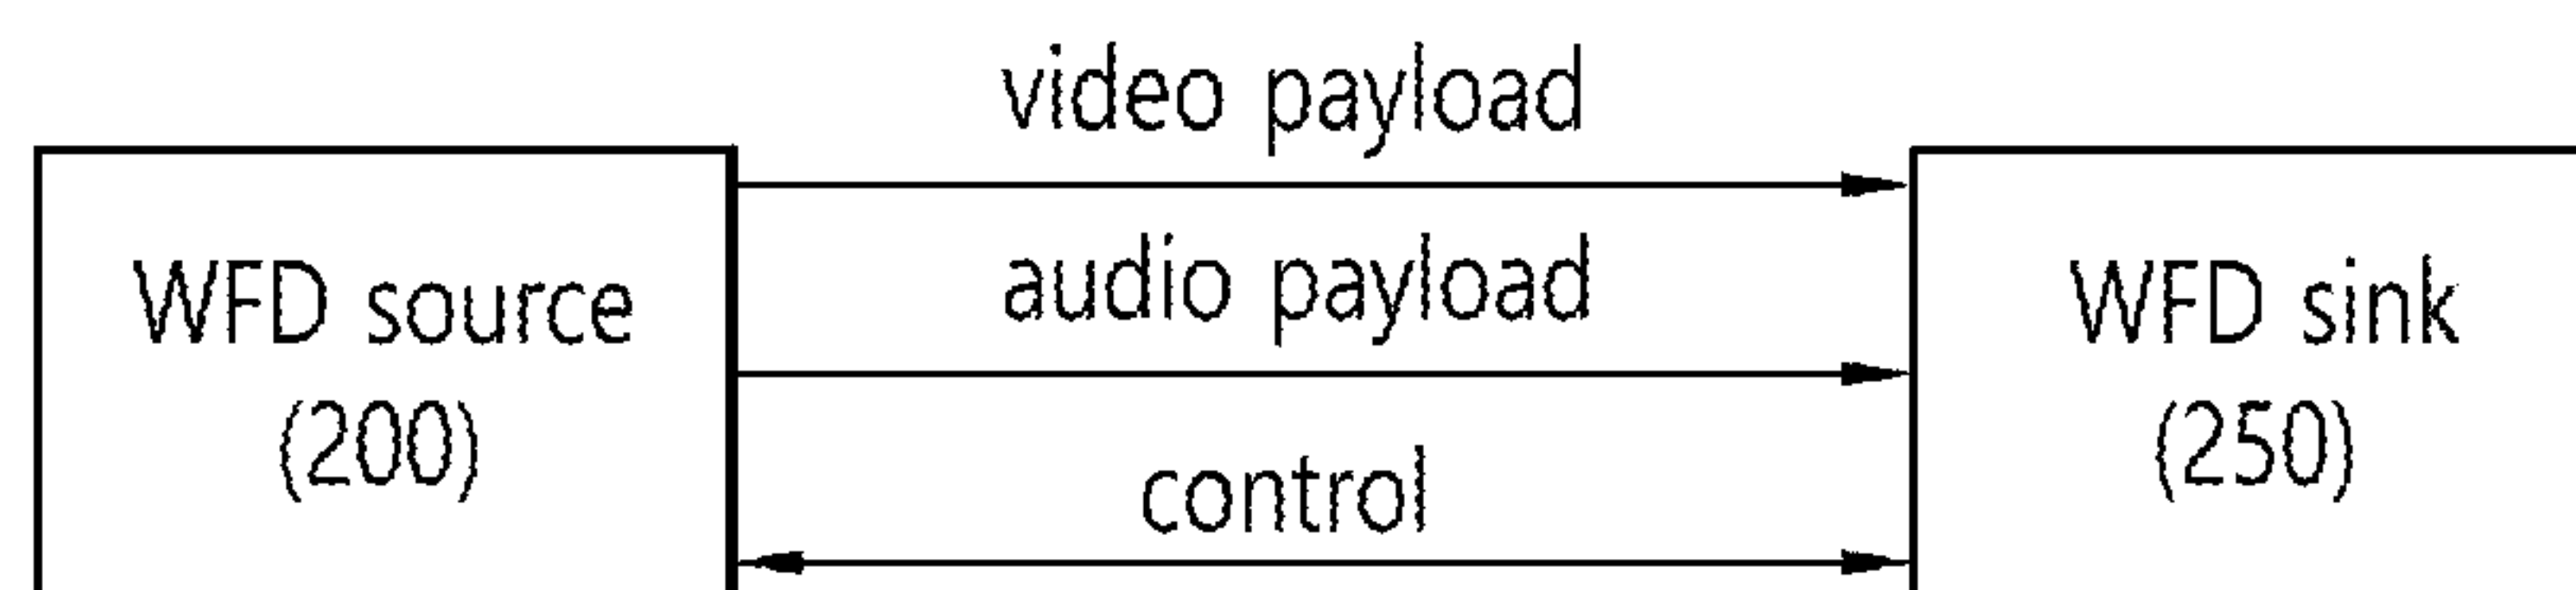 video payload
WFD source
(200)
audio payload
control
WFD sink
(250)